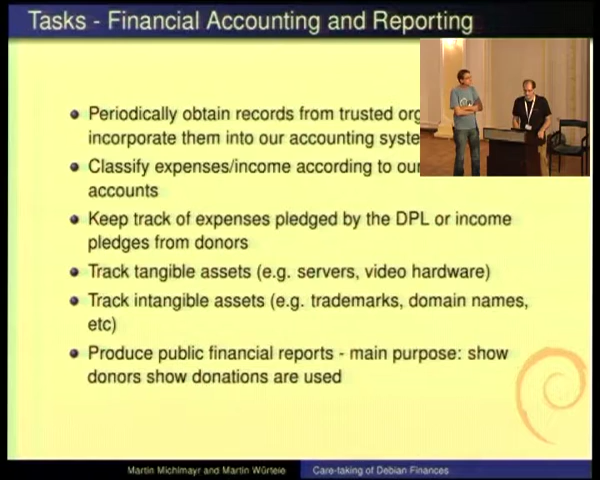 Tasks - Financial Accounting and Reporting
Periodically obtain records from trusted org
incorporate them into our accounting syste
Classify expenses/income according to our
accounts
Keep track of expenses pledged by the DPL or income
pledges from donors
Track tangible assets (e.g. servers, video hardware)
Track intangible assets (e.g. trademarks, domain names,
etc)
Produce public financial reports - main purpose: show
donors show donations are used
Martin Michlmayr and Martin Würtele
Care-taking of Debian Finances